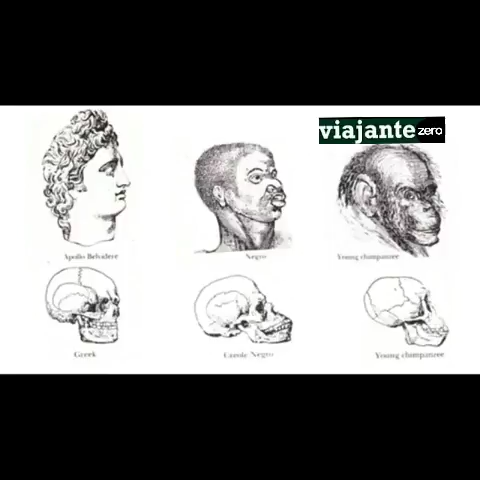 viajante zero
Apollo Belvidere
Negro
Young chimpanzee
Greek
Creole Negro
Young chimpanzee